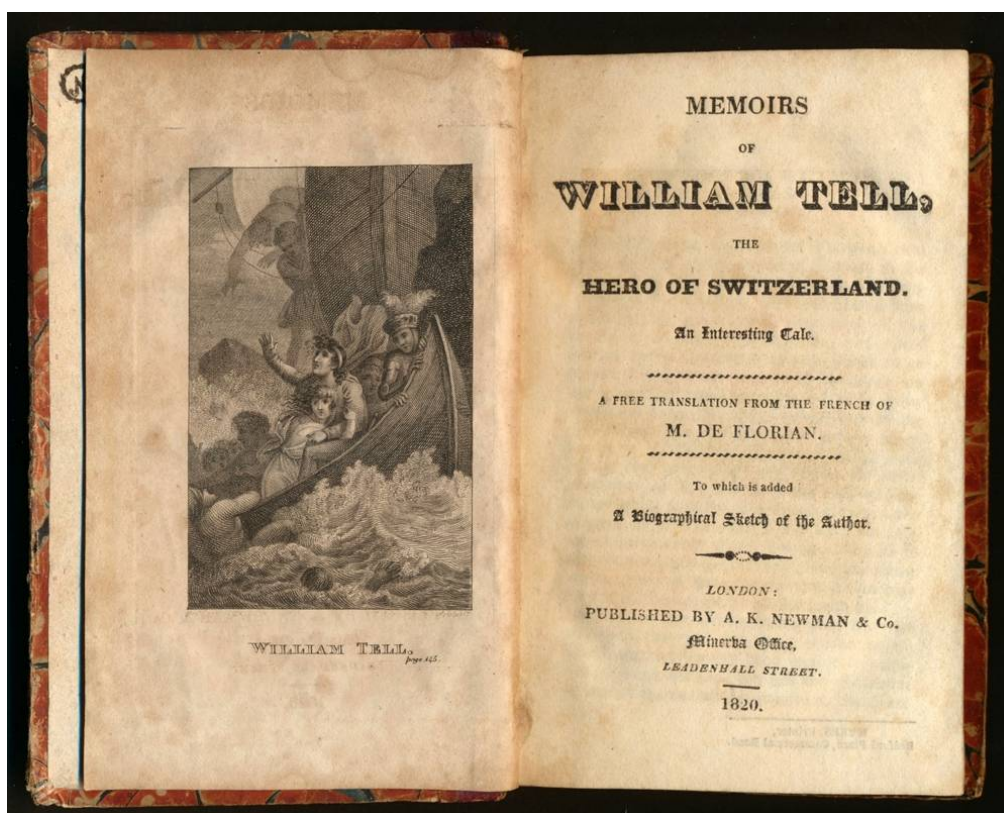 WILLIAM TELL.
page 145.
MEMOIRS
OF
WILLIAM TELL,
THE
HERO OF SWITZERLAND.
An Interesting Tale.
A FREE TRANSLATION FROM THE FRENCH OF
M. DE FLORIAN.
To which is added
A Biographical Sketch of the Author.
LONDON:
PUBLISHED BY A. K. NEWMAN & Co.
Minerva Office,
LEADENHALL STREET.
1820.